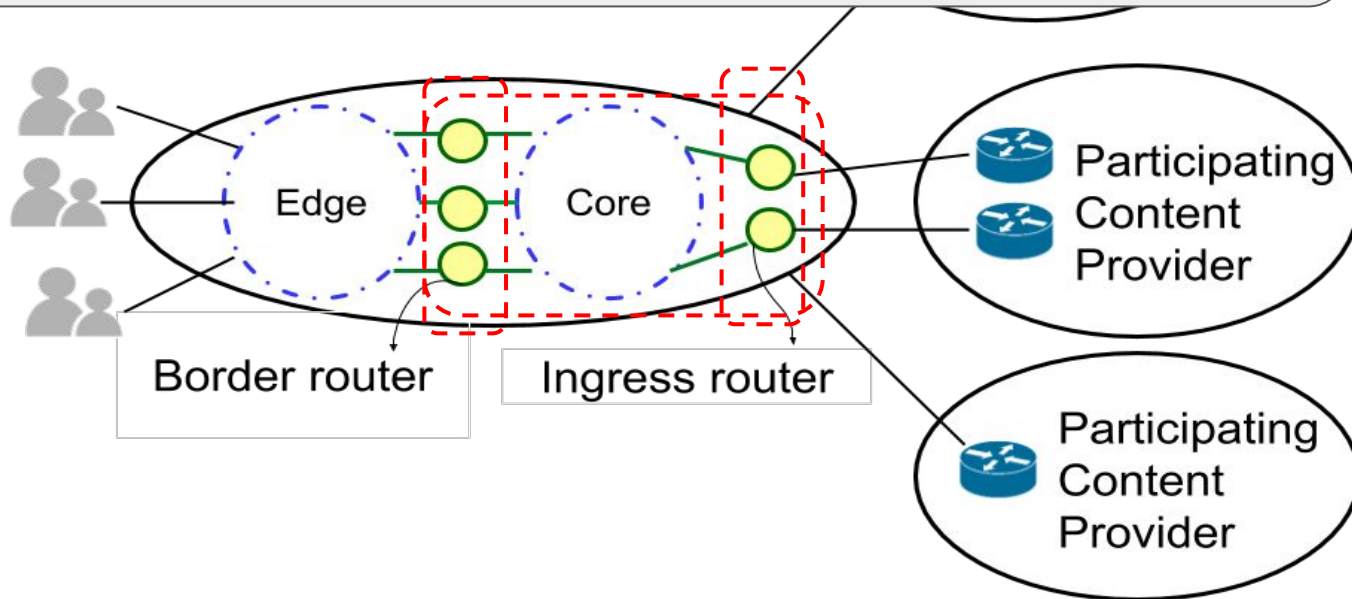 Edge
Core
Participating
Content
Provider
Border router
Ingress router
Participating
Content
Provider